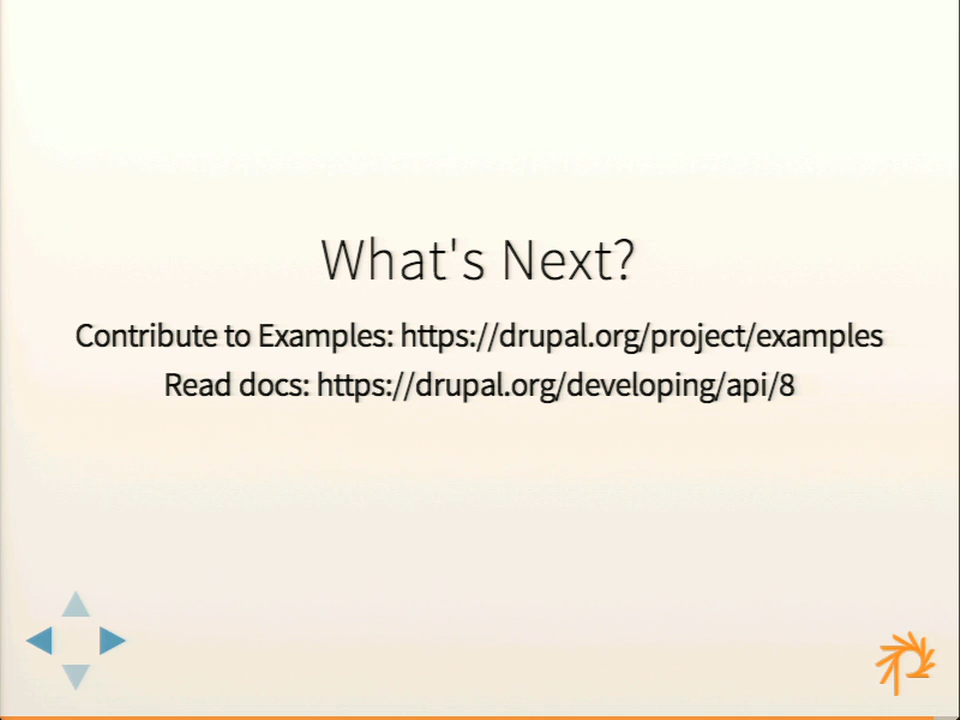 What's Next?
Contribute to Examples: https://drupal.org/project/examples
Read docs: https://drupal.org/developing/api/8